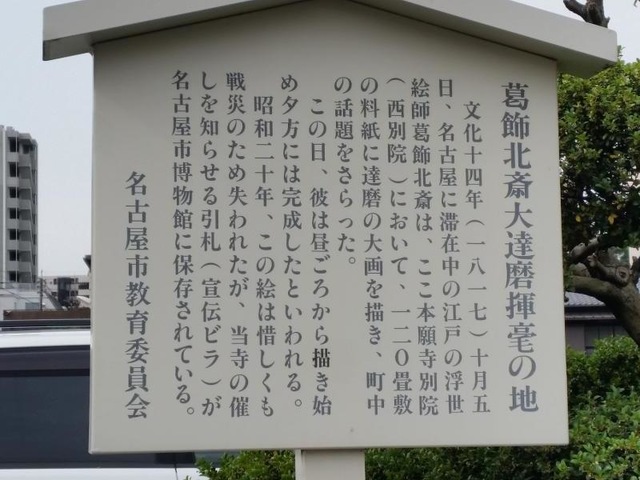 葛飾北斎大達磨揮毫の地
文化十四年(一八一七)十月五
日、名古屋に滞在中の江戸の浮世
絵師葛飾北斎は、ここ本願寺別院
(西別院)において、一二〇畳敷
の料紙に達磨の大画を描き、町中
の話題をさらった。
この日、彼は昼ごろから描き始
め夕方には完成したといわれる。
昭和二十年、この絵は惜しくも
戦災のため失われたが、当寺の催
しを知らせる引札(宣伝ビラ)が
名古屋市博物館に保存されている。
名古屋市教育委員会